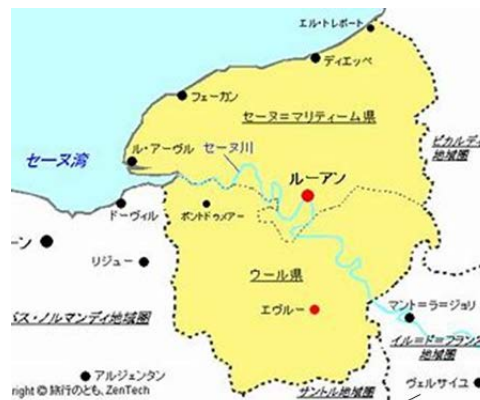 エル・トレポート
ディエッペ
フェーカン
セーヌ=マリティーム県
ピカルディ
地域圏
ル・アーヴル
セーヌ川
セーヌ湾
ルーアン
ドーヴィル
ポントドゥメアー
ーン
リジュー
ウール県
エヴルー
マント=ラ=ジョリ
バス・ノルマンディ地域圏
イル=ド=フランス
地域圏
アルジェンタン
ヴェルサイユ
right © 旅行のとも、ZenTech
サントル地域圏